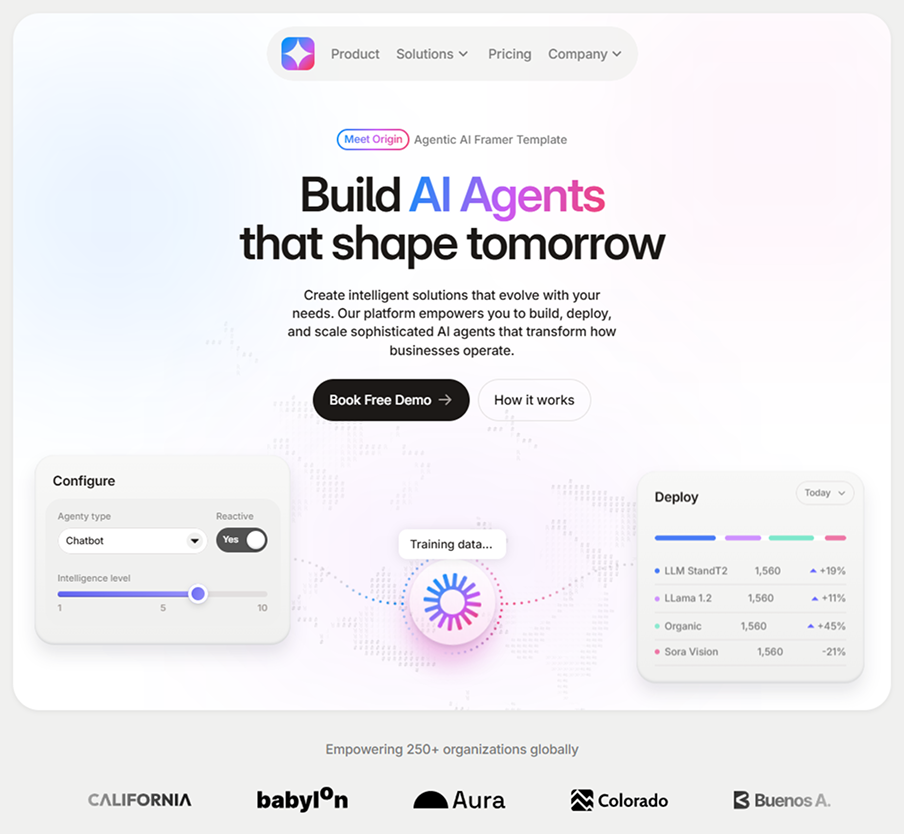 Product Solutions Pricing Company
Meet Origin Agentic AI Framer Template
Build AI Agents
that shape tomorrow
Create intelligent solutions that evolve with your
needs. Our platform empowers you to build, deploy,
and scale sophisticated AI agents that transform how
businesses operate.
Book Free Demo → How it works
Configure
Agenty type Reactive
Chatbot Yes
Intelligence level
1 5 10
Training data...
Deploy Today
LLM StandT2 1,560 +19%
LLama 1.2 1,560 +11%
Organic 1,560 +45%
Sora Vision 1,560 -21%
Empowering 250+ organizations globally
CALIFORNIA babylon Aura Colorado Buenos A.